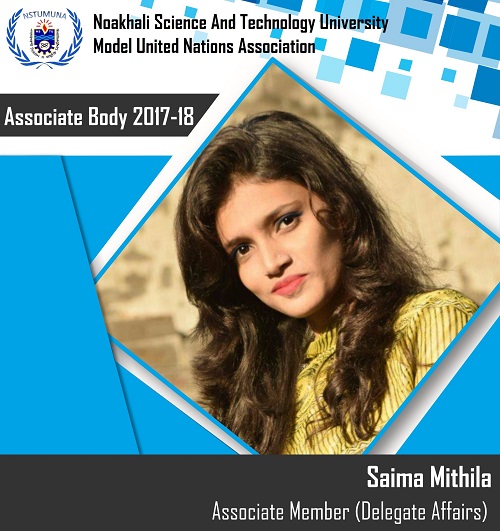 NSTUMUNA
Noakhali Science And Technology University
Model United Nations Association
Associate Body 2017-18
Saima Mithila
Associate Member (Delegate Affairs)